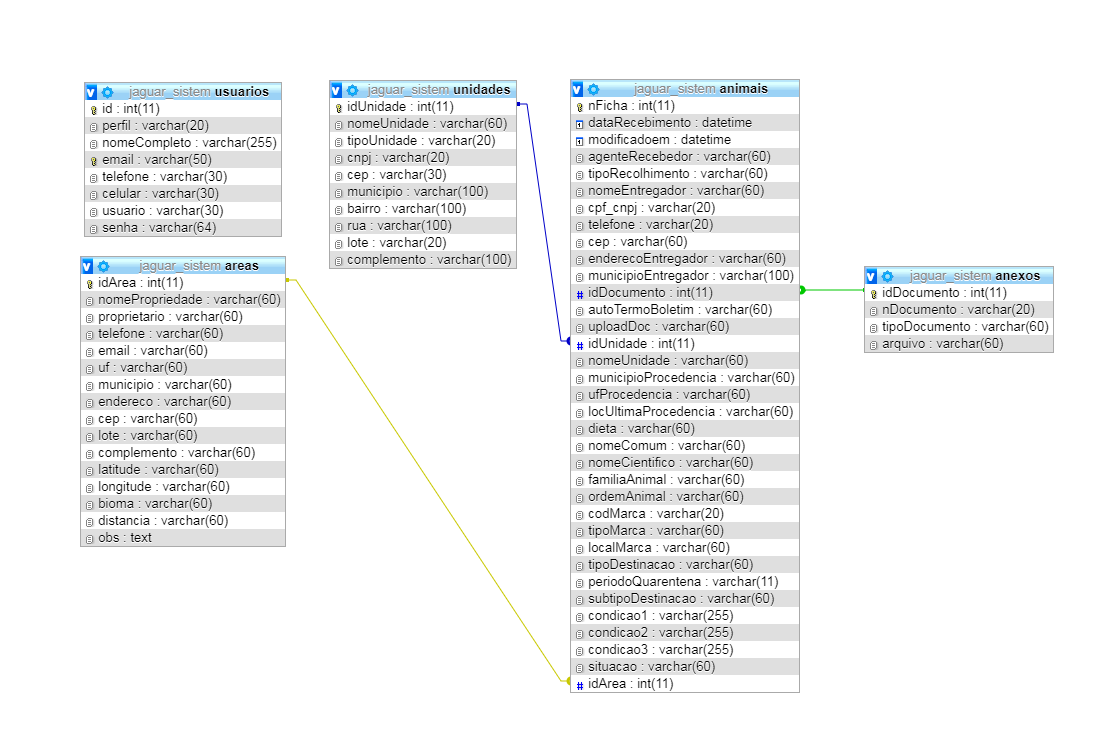 jaguar_sistem usuarios
id : int(11)
perfil : varchar(20)
nomeCompleto : varchar(255)
email : varchar(50)
telefone : varchar(30)
celular : varchar(30)
usuario : varchar(30)
senha : varchar(64)
jaguar_sistem areas
idArea : int(11)
nomePropriedade : varchar(60)
proprietario : varchar(60)
telefone : varchar(60)
email : varchar(60)
uf : varchar(60)
municipio : varchar(60)
endereco : varchar(60)
cep : varchar(60)
lote : varchar(60)
complemento : varchar(60)
latitude : varchar(60)
longitude : varchar(60)
bioma : varchar(60)
distancia : varchar(60)
obs : text
jaguar_sistem unidades
idUnidade : int(11)
nomeUnidade : varchar(60)
tipoUnidade : varchar(20)
cnpj : varchar(20)
cep : varchar(30)
municipio : varchar(100)
bairro : varchar(100)
rua : varchar(100)
lote : varchar(20)
complemento : varchar(100)
jaguar_sistem animais
nFicha : int(11)
dataRecebimento : datetime
modificadoem : datetime
agenteRecebedor : varchar(60)
tipoRecolhimento : varchar(60)
nomeEntregador : varchar(60)
cpf_cnpj : varchar(20)
telefone : varchar(20)
cep : varchar(60)
enderecoEntregador : varchar(60)
municipioEntregador : varchar(100)
idDocumento : int(11)
autoTermoBoletim : varchar(60)
uploadDoc : varchar(60)
idUnidade : int(11)
nomeUnidade : varchar(60)
municipioProcedencia : varchar(60)
ufProcedencia : varchar(60)
locUltimaProcedencia : varchar(60)
dieta : varchar(60)
nomeComum : varchar(60)
nomeCientifico : varchar(60)
familiaAnimal : varchar(60)
ordemAnimal : varchar(60)
codMarca : varchar(20)
tipoMarca : varchar(60)
localMarca : varchar(60)
tipoDestinacao : varchar(60)
periodoQuarentena : varchar(11)
subtipoDestinacao : varchar(60)
condicao1 : varchar(255)
condicao2 : varchar(255)
condicao3 : varchar(255)
situacao : varchar(60)
idArea : int(11)
jaguar_sistem anexos
idDocumento : int(11)
nDocumento : varchar(20)
tipoDocumento : varchar(60)
arquivo : varchar(60)